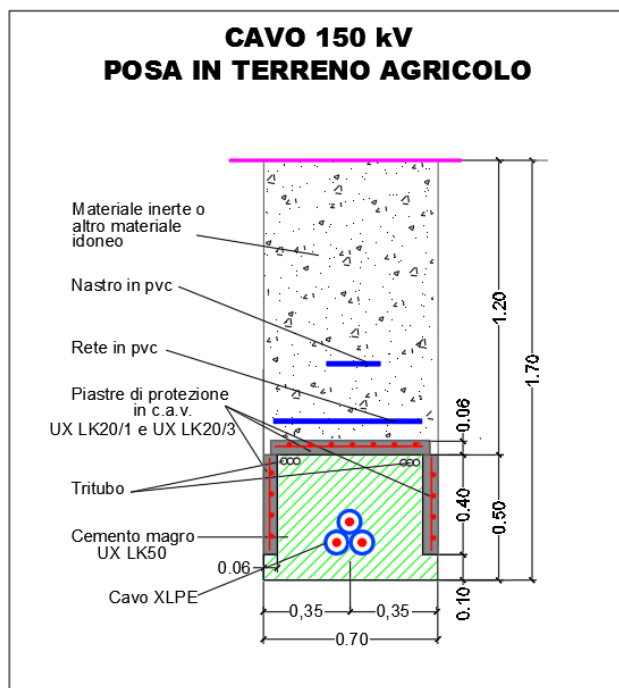 CAVO 150 kV
POSA IN TERRENO AGRICOLO
Materiale inerte o
altro materiale
idoneo
Nastro in pvc
Rete in pvc
Piastre di protezione
in c.a.v.
UX LK20/1 e UX LK20/3
Tritubo
Cemento magro
UX LK50
0.06
Cavo XLPE
0,35
0,35
0.70
1.20
1.70
0.06
0.40
0.50
0.10